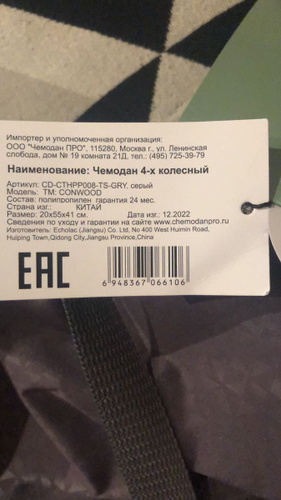 Импортер и уполномоченная организация:
ООО "Чемодан ПРО", 115280, Москва г., ул. Ленинская
слобода, дом № 19 комната 21Д, тел.: (495) 725-39-79
Наименование: Чемодан 4-х колесный
Артикул: CD-CTHPP008-TS-GRY, серый
Модель: ТМ: CONWOOD
Состав: полипропилен гарантия 24 мес.
Страна изг.: КИТАЙ
Размер: 20x55x41 см. Дата изг.: 12.2022
Сведения по уходу и гарантии на сайте www.chemodanpro.ru
Изготовитель: Echolac (Jiangsu) Co. Ltd, No 400 West Huimin Road,
Huiping Town,Qidong City,Jiangsu Province,China
EAC
6 948367 066106